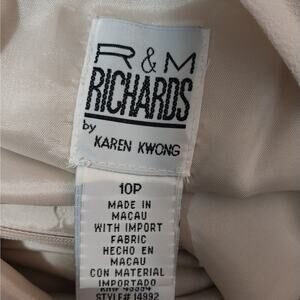 R & M
RICHARDS
by
KAREN KWONG
10P
MADE IN
MACAU
WITH IMPORT
FABRIC
HECHO EN
MACAU
CON MATERIAL
IMPORTADO
STYLE# 14992